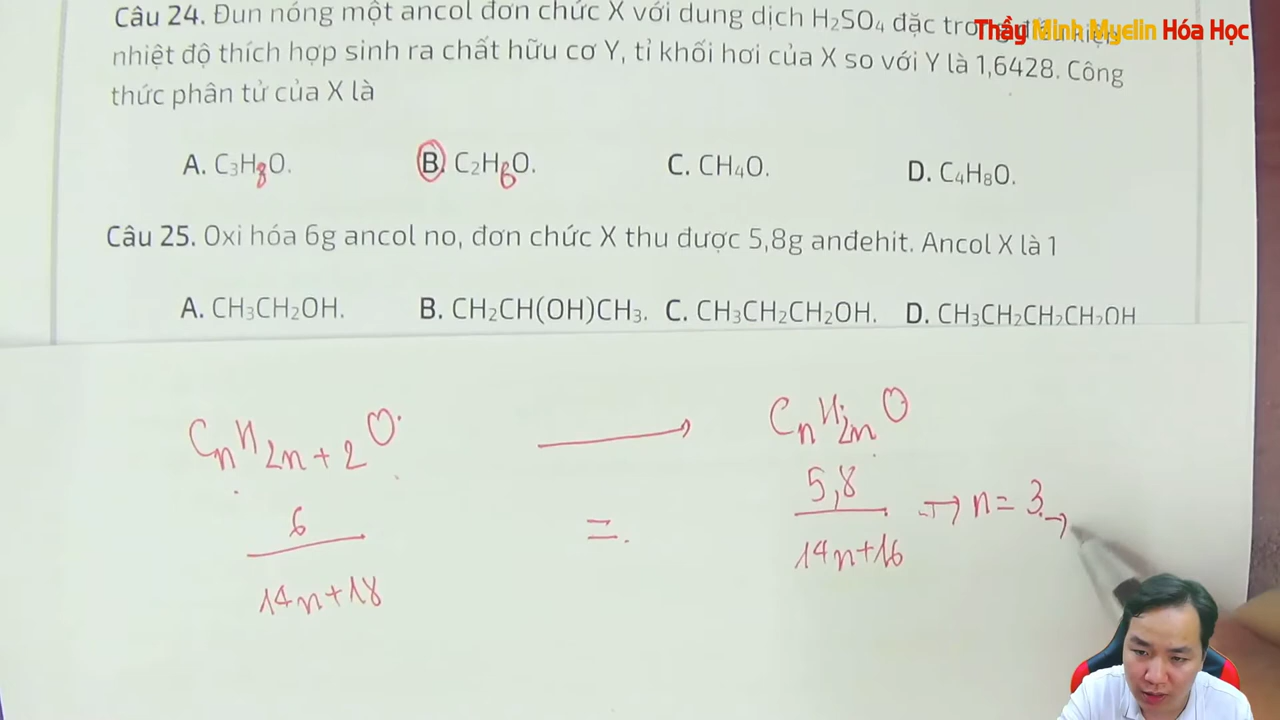 Câu 24. Đun nóng một ancol đơn chức X với dung dịch H₂SO₄ đặc trong điều kiện
Thầy Minh Myelin Hóa Học
nhiệt độ thích hợp sinh ra chất hữu cơ Y, tỉ khối hơi của X so với Y là 1,6428. Công
thức phân tử của X là
A. C₃H₈O. B. C₂H₆O. C. CH₄O. D. C₄H₈O.
Câu 25. Oxi hóa 6g ancol no, đơn chức X thu được 5,8g anđehit. Ancol X là 1
A. CH₃CH₂OH. B. CH₂CH(OH)CH₃. C. CH₃CH₂CH₂OH. D. CH₃CH₂CH₂CH₂OH
CₙH₂ₙ₊₂O → CₙH₂ₙO
6/14n+18 = 5,8/14n+16 → n = 3 →